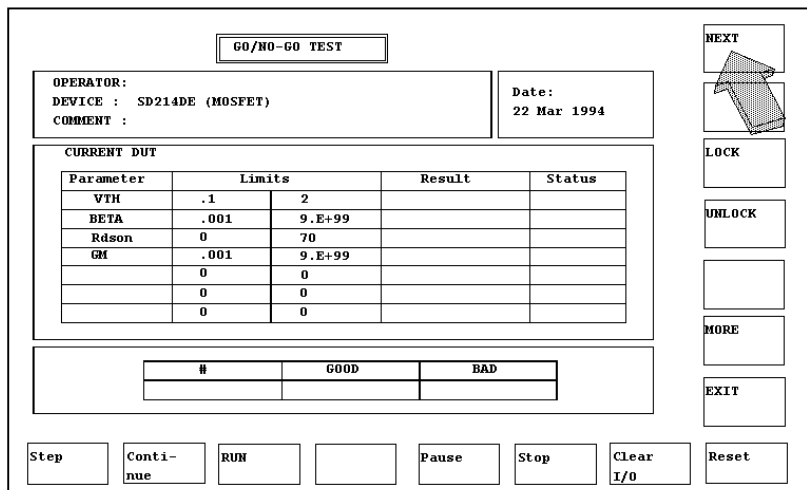 GO/NO-GO TEST
NEXT
OPERATOR:
DEVICE : SD214DE (MOSFET)
COMMENT :
Date:
22 Mar 1994
LOCK
CURRENT DUT
Parameter Limits Result Status
VTH .1 2
BETA .001 9.E+99
Rdson 0 70
GM .001 9.E+99
0 0
0 0
0 0
UNLOCK
MORE
# GOOD BAD
EXIT
Step
Conti-
nue
RUN
Pause
Stop
Clear
I/O
Reset